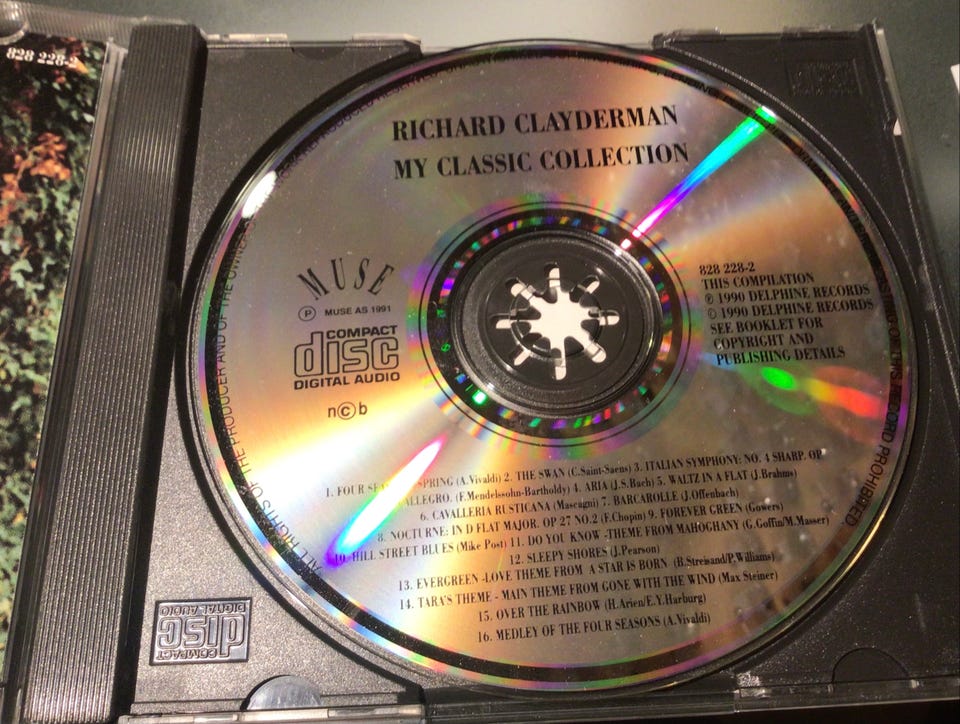 828 228-2
RICHARD CLAYDERMAN
MY CLASSIC COLLECTION
MUSE
Ⓟ MUSE AS 1991
COMPACT
disc
DIGITAL AUDIO
n©b
828 228-2
THIS COMPILATION
℗ 1990 DELPHINE RECORDS
© 1990 DELPHINE RECORDS
SEE BOOKLET FOR
COPYRIGHT AND
PUBLISHING DETAILS
1. FOUR SPRING (A.Vivaldi) 2. THE SWAN (C.Saint-Saens) 3. ITALIAN SYMPHONY: NO. 4 SHARP. OP
ALLEGRO. (F.Mendelssohn-Bartholdy) 4. ARIA (J.S.Bach) 5. WALTZ IN A FLAT (J.Brahms)
6. CAVALLERIA RUSTICANA (Mascagni) 7. BARCAROLLE (J.Offenbach)
8. NOCTURNE: IN D FLAT MAJOR. OP 27 NO.2 (F.Chopin) 9. FOREVER GREEN (Gowers)
10. HILL STREET BLUES (Mike Post) 11. DO YOU KNOW -THEME FROM MAHOGHANY (G.Goffin/M.Masser)
12. SLEEPY SHORES (J.Pearson)
13. EVERGREEN -LOVE THEME FROM A STAR IS BORN (B.Streisand/P.Williams)
14. TARA'S THEME - MAIN THEME FROM GONE WITH THE WIND (Max Steiner)
15. OVER THE RAINBOW (H.Arien/E.Y.Harburg)
16. MEDLEY OF THE FOUR SEASONS (A.Vivaldi)
ALL RIGHTS OF THE PRODUCER AND OF THE OWNER
RECORD PROHIBITED
COMPACT
disc
DIGITAL AUDIO